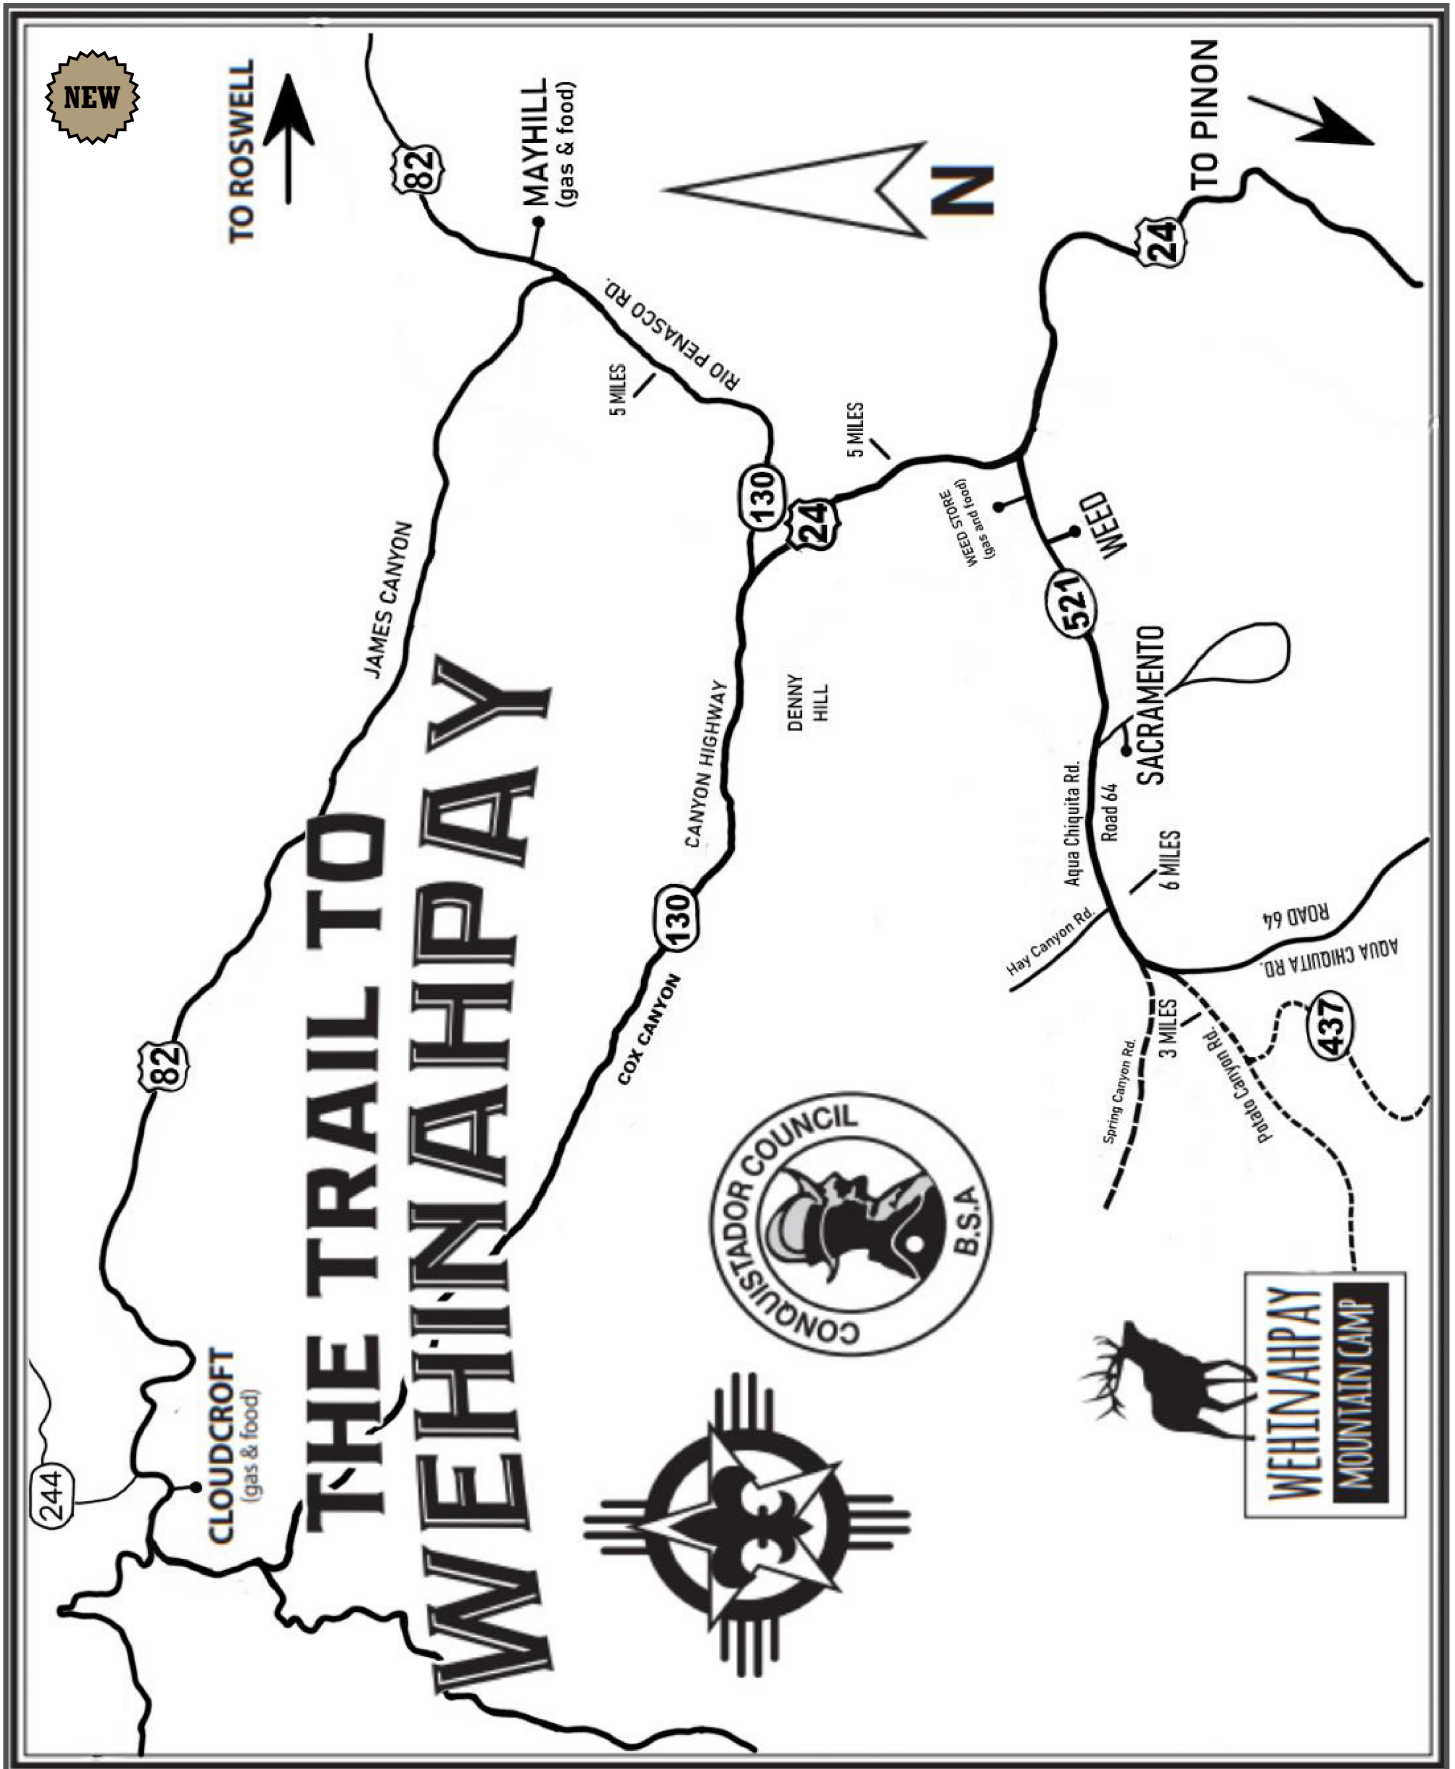 NEW
TO ROSWELL
82
MAYHILL
(gas & food)
N
TO PINON
24
RIO PENASCO RD.
5 MILES
130
24
5 MILES
WEED STORE
(gas and food)
WEED
521
JAMES CANYON
CANYON HIGHWAY
DENNY
HILL
SACRAMENTO
Aqua Chiquita Rd.
Road 64
6 MILES
Hay Canyon Rd.
ROAD 64
AQUA CHIQUITA RD.
130
COX CANYON
82
THE TRAIL TO
WEHINAHPAY
3 MILES
Spring Canyon Rd.
Potato Canyon Rd.
437
CONQUISTADOR COUNCIL
B.S.A
244
CLOUDCROFT
(gas & food)
WEHINAHPAY
MOUNTAIN CAMP